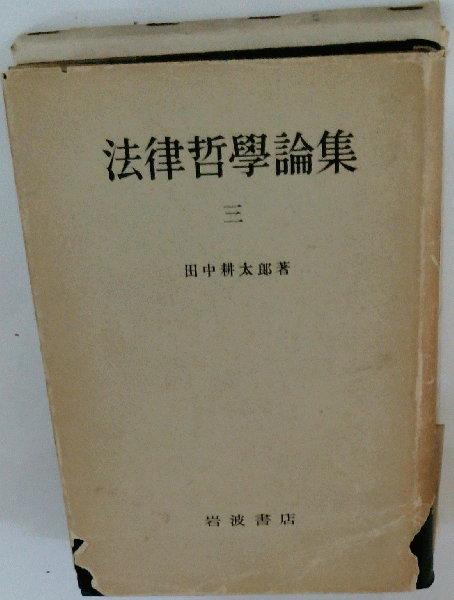 法律哲學論集
三
田中耕太郎著
岩波書店